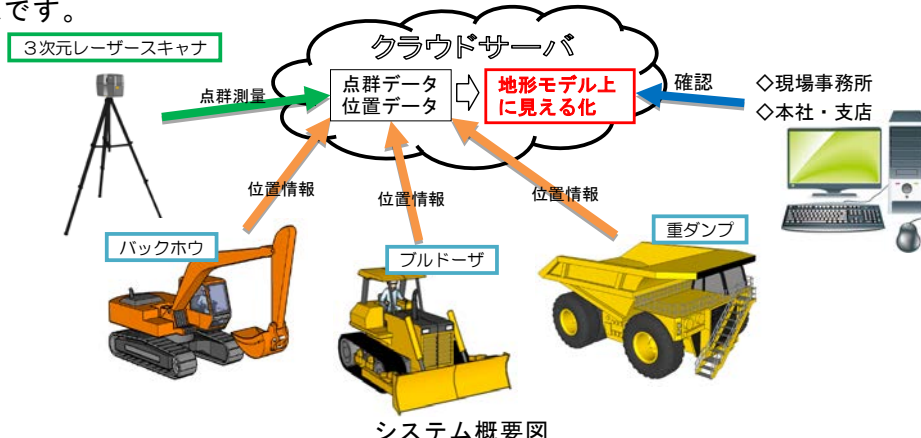 です。
3次元レーザースキャナ
クラウドサーバ
点群データ
位置データ
地形モデル上
に見える化
点群測量
確認
◇現場事務所
◇本社・支店
位置情報
位置情報
位置情報
バックホウ
ブルドーザ
重ダンプ
システム概要図